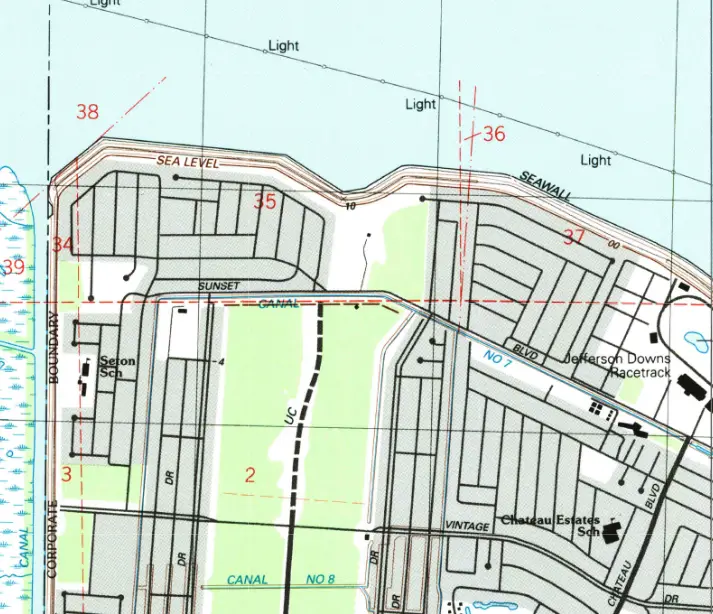 Light
Light
Light
38
36
Light
SEA LEVEL
SEAWALL
35
10
34
37
00
39
SUNSET
CANAL
BOUNDARY
4
Seton
Sch
NO 7
BLVD
Jefferson Downs
Racetrack
UC
3
DR
2
BLVD
CORPORATE
VINTAGE
Chateau Estates
Sch
CANAL
DR
DR
CANAL NO 8
CHATEAU
DR
DR